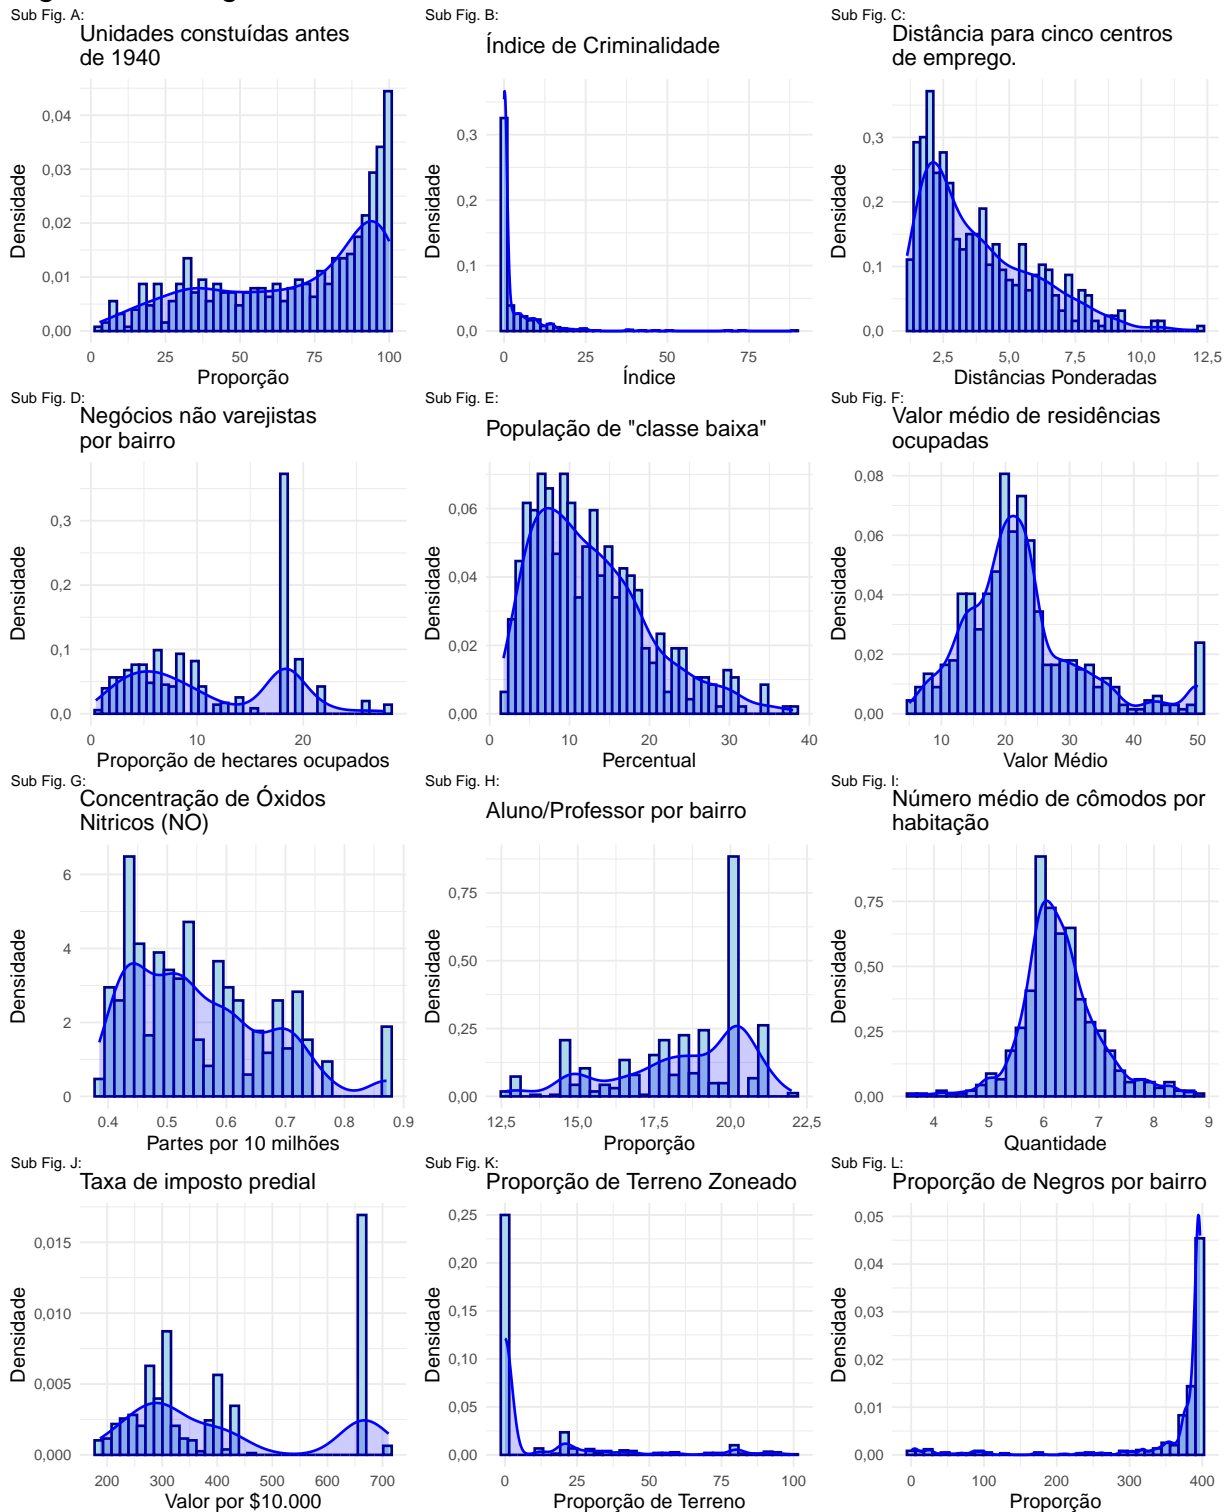 Sub Fig. A:
Unidades constuídas antes
de 1940
Densidade
0,04
0,03
0,02
0,01
0,00
0 25 50 75 100
Proporção
Sub Fig. B:
Índice de Criminalidade
Densidade
0,3
0,2
0,1
0,0
0 25 50 75
Índice
Sub Fig. C:
Distância para cinco centros
de emprego.
Densidade
0,3
0,2
0,1
0,0
2,5 5,0 7,5 10,0 12,5
Distâncias Ponderadas
Sub Fig. D:
Negócios não varejistas
por bairro
Densidade
0,3
0,2
0,1
0,0
0 10 20
Proporção de hectares ocupados
Sub Fig. E:
População de "classe baixa"
Densidade
0,06
0,04
0,02
0,00
0 10 20 30 40
Percentual
Sub Fig. F:
Valor médio de residências
ocupadas
Densidade
0,08
0,06
0,04
0,02
0,00
10 20 30 40 50
Valor Médio
Sub Fig. G:
Concentração de Óxidos
Nitricos (NO)
Densidade
6
4
2
0
0.4 0.5 0.6 0.7 0.8 0.9
Partes por 10 milhões
Sub Fig. H:
Aluno/Professor por bairro
Densidade
0,75
0,50
0,25
0,00
12,5 15,0 17,5 20,0 22,5
Proporção
Sub Fig. I:
Número médio de cômodos por
habitação
Densidade
0,75
0,50
0,25
0,00
4 5 6 7 8 9
Quantidade
Sub Fig. J:
Taxa de imposto predial
Densidade
0,015
0,010
0,005
0,000
200 300 400 500 600 700
Valor por $10.000
Sub Fig. K:
Proporção de Terreno Zoneado
Densidade
0,25
0,20
0,15
0,10
0,05
0,00
0 25 50 75 100
Proporção de Terreno
Sub Fig. L:
Proporção de Negros por bairro
Densidade
0,05
0,04
0,03
0,02
0,01
0,00
0 100 200 300 400
Proporção